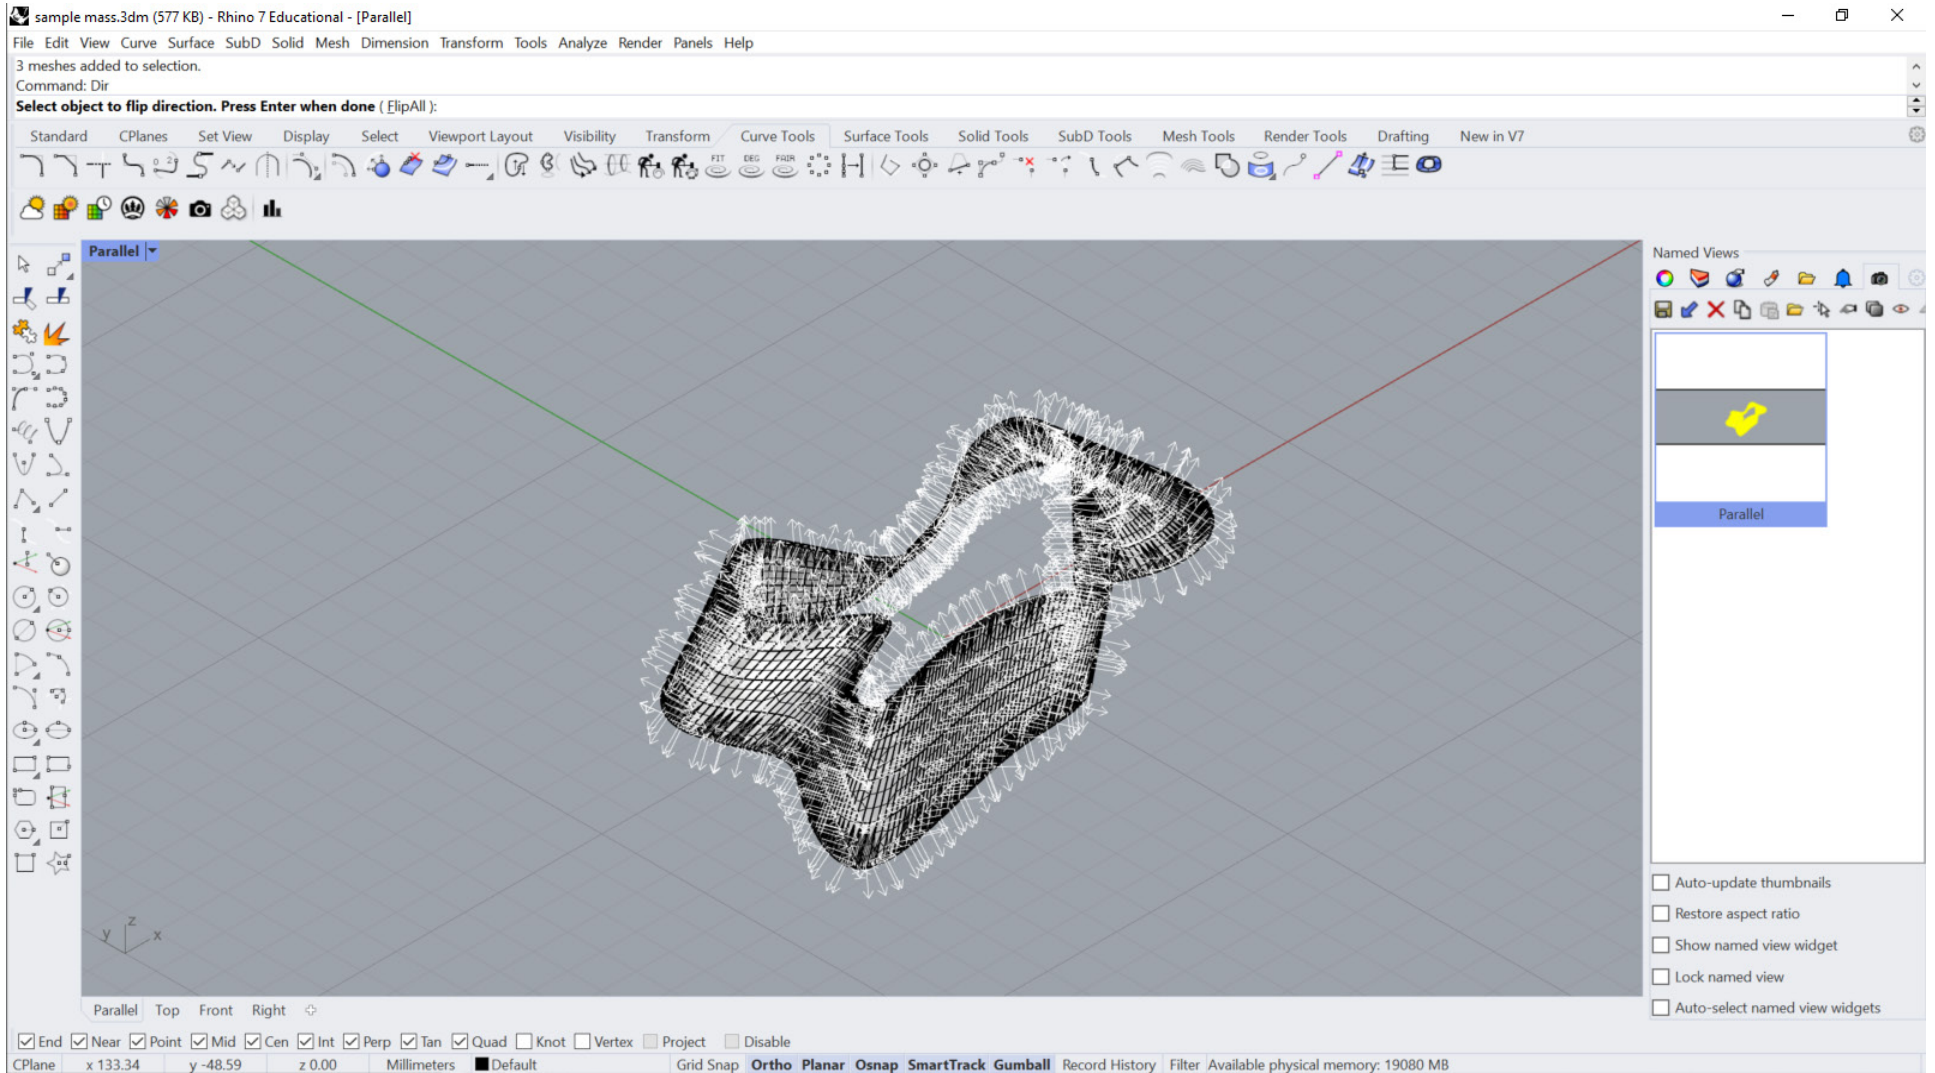 sample mass.3dm (577 KB) - Rhino 7 Educational - [Parallel]
File Edit View Curve Surface SubD Solid Mesh Dimension Transform Tools Analyze Render Panels Help
3 meshes added to selection.
Command: Dir
Select object to flip direction. Press Enter when done ( FlipAll ):
Standard CPlanes Set View Display Select Viewport Layout Visibility Transform Curve Tools Surface Tools Solid Tools SubD Tools Mesh Tools Render Tools Drafting New in V7
FIT DEG FAIR
Parallel
Named Views
Parallel
z
y x
Auto-update thumbnails
Restore aspect ratio
Show named view widget
Lock named view
Auto-select named view widgets
Parallel Top Front Right
End Near Point Mid Cen Int Perp Tan Quad Knot Vertex Project Disable
CPlane x 133.34 y -48.59 z 0.00 Millimeters Default Grid Snap Ortho Planar Osnap SmartTrack Gumball Record History Filter Available physical memory: 19080 MB